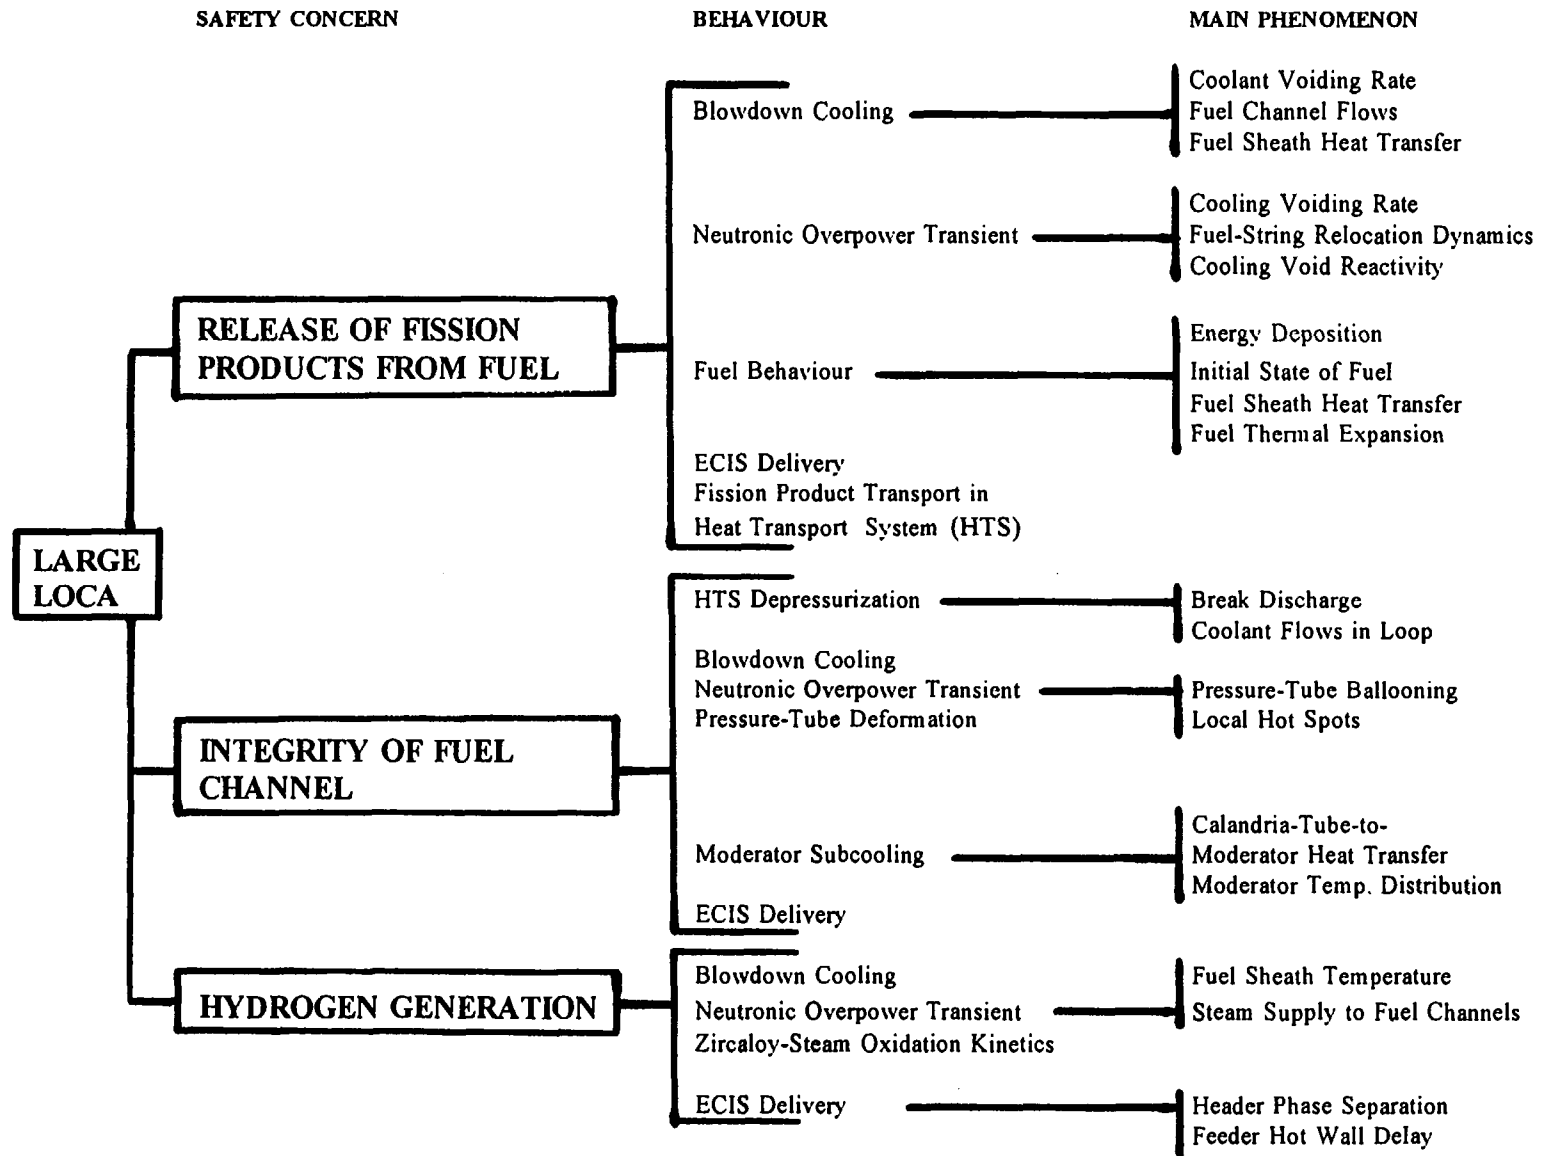 SAFETY CONCERN
BEHAVIOUR
MAIN PHENOMENON
LARGE
LOCA
RELEASE OF FISSION
PRODUCTS FROM FUEL
Blowdown Cooling
Coolant Voiding Rate
Fuel Channel Flows
Fuel Sheath Heat Transfer
Neutronic Overpower Transient
Cooling Voiding Rate
Fuel-String Relocation Dynamics
Cooling Void Reactivity
Fuel Behaviour
Energy Deposition
Initial State of Fuel
Fuel Sheath Heat Transfer
Fuel Thermal Expansion
ECIS Delivery
Fission Product Transport in
Heat Transport System (HTS)
INTEGRITY OF FUEL
CHANNEL
HTS Depressurization
Break Discharge
Coolant Flows in Loop
Blowdown Cooling
Neutronic Overpower Transient
Pressure-Tube Deformation
Pressure-Tube Ballooning
Local Hot Spots
Moderator Subcooling
Calandria-Tube-to-
Moderator Heat Transfer
Moderator Temp. Distribution
ECIS Delivery
HYDROGEN GENERATION
Blowdown Cooling
Neutronic Overpower Transient
Zircaloy-Steam Oxidation Kinetics
Fuel Sheath Temperature
Steam Supply to Fuel Channels
ECIS Delivery
Header Phase Separation
Feeder Hot Wall Delay